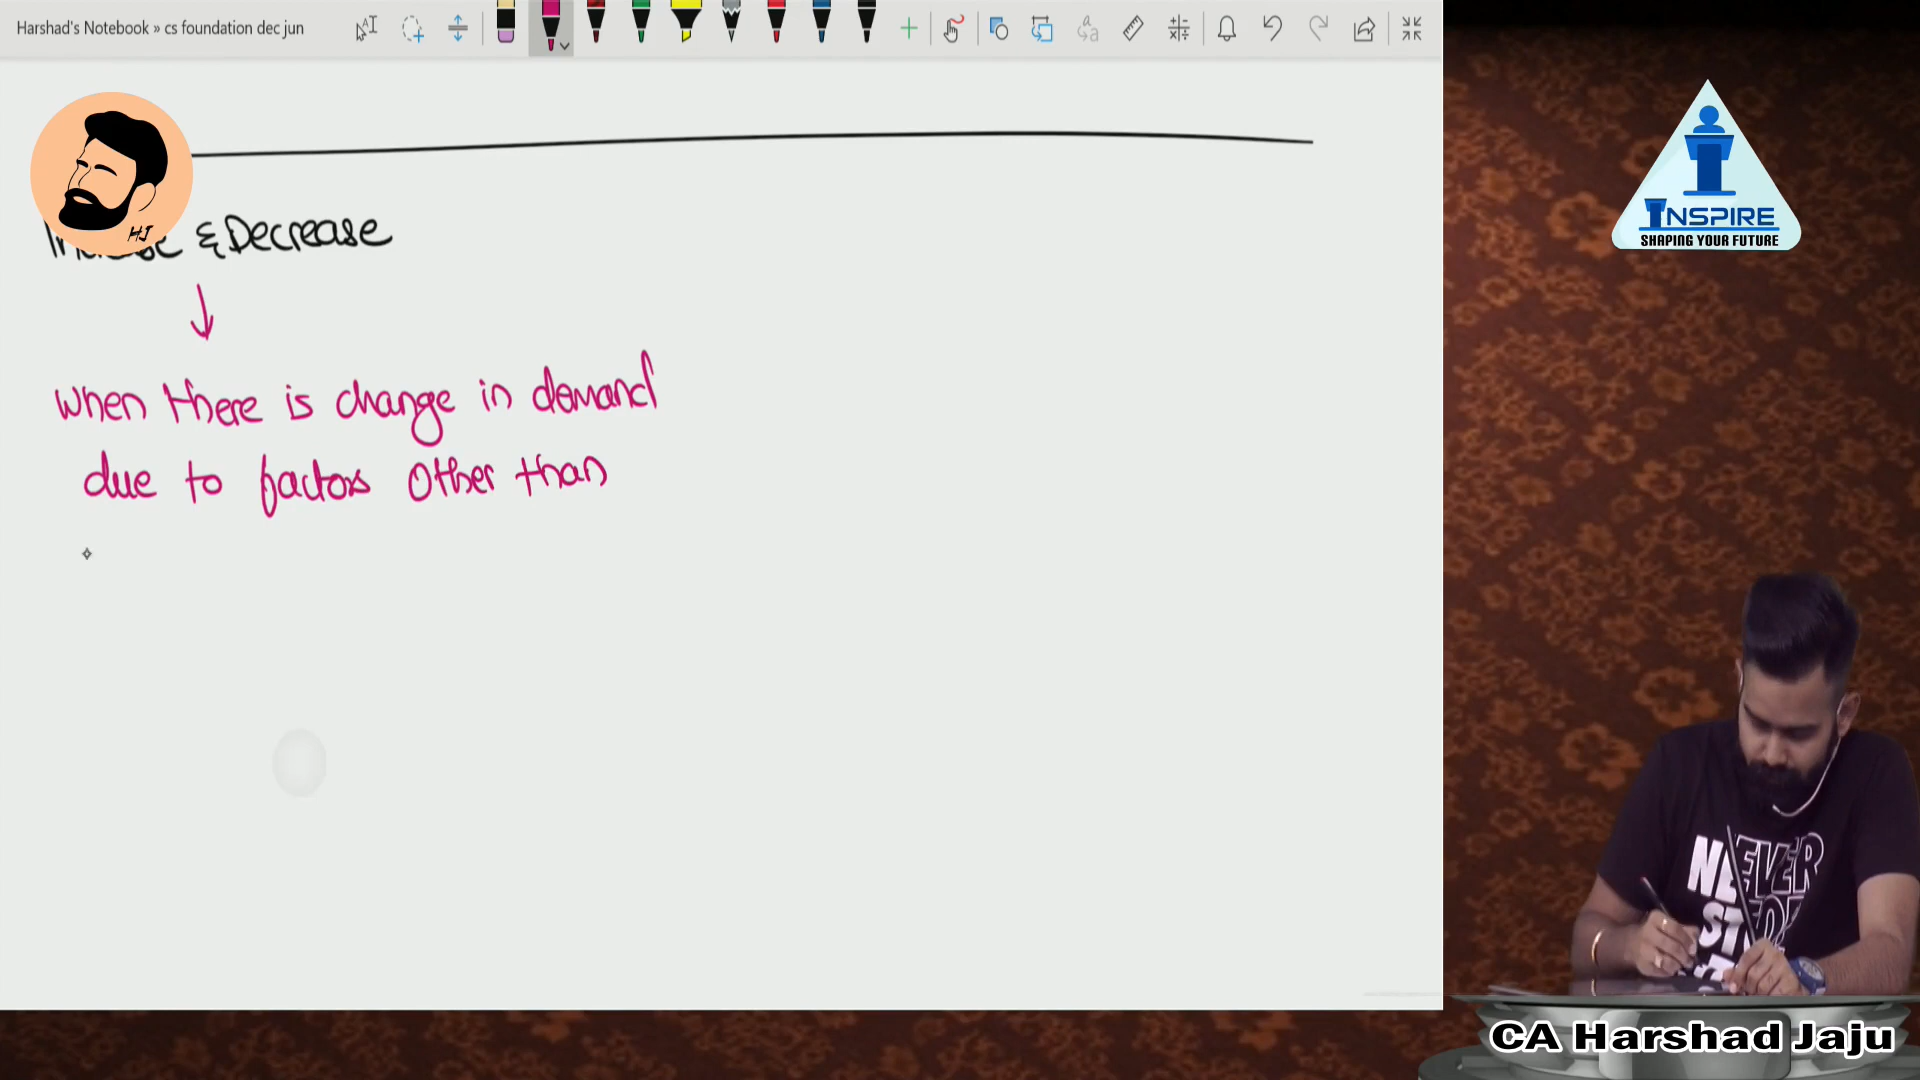 Harshad's Notebook » cs foundation dec jun
HJ
& Decrease
When there is change in demand
due to factors other than
INSPIRE
SHAPING YOUR FUTURE
NEVER
CA Harshad Jaju